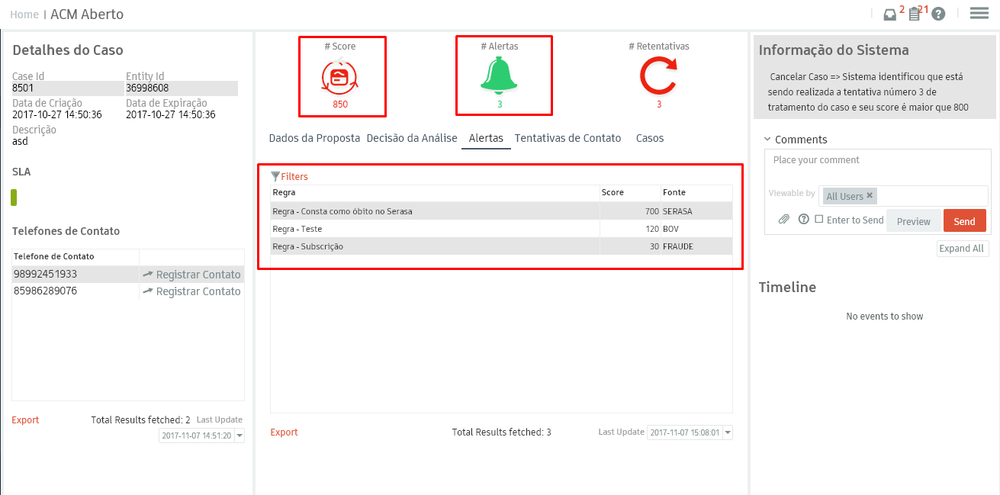 Home | ACM Aberto
2 21
Detalhes do Caso
Case Id Entity Id
8501 36998608
Data de Criação Data de Expiração
2017-10-27 14:50:36 2017-10-27 14:50:36
Descrição
asd
SLA
Telefones de Contato
Telefone de Contato
98992451933 Registrar Contato
85986289076 Registrar Contato
Export Total Results fetched: 2 Last Update
2017-11-07 14:51:20
# Score # Alertas # Retentativas
850 3 3
Dados da Proposta Decisão da Análise Alertas Tentativas de Contato Casos
Filters
Regra Score Fonte
Regra - Consta como óbito no Serasa 700 SERASA
Regra - Teste 120 BOV
Regra - Subscrição 30 FRAUDE
Export Total Results fetched: 3 Last Update 2017-11-07 15:08:01
Informação do Sistema
Cancelar Caso => Sistema identificou que está
sendo realizada a tentativa número 3 de
tratamento do caso e seu score é maior que 800
Comments
Place your comment
Viewable by All Users ×
Enter to Send Preview Send
Expand All
Timeline
No events to show